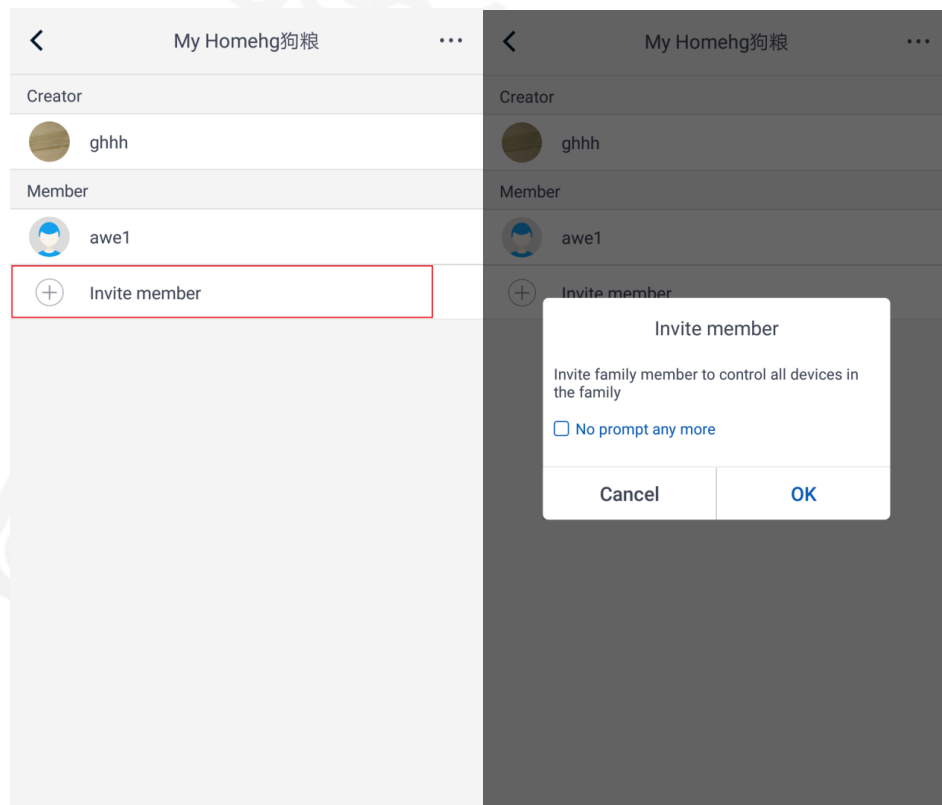 My Homehg狗粮
Creator
ghhh
Member
awe1
Invite member
My Homehg狗粮
Creator
ghhh
Member
awe1
Invite member
Invite member
Invite family member to control all devices in
the family
No prompt any more
Cancel
OK